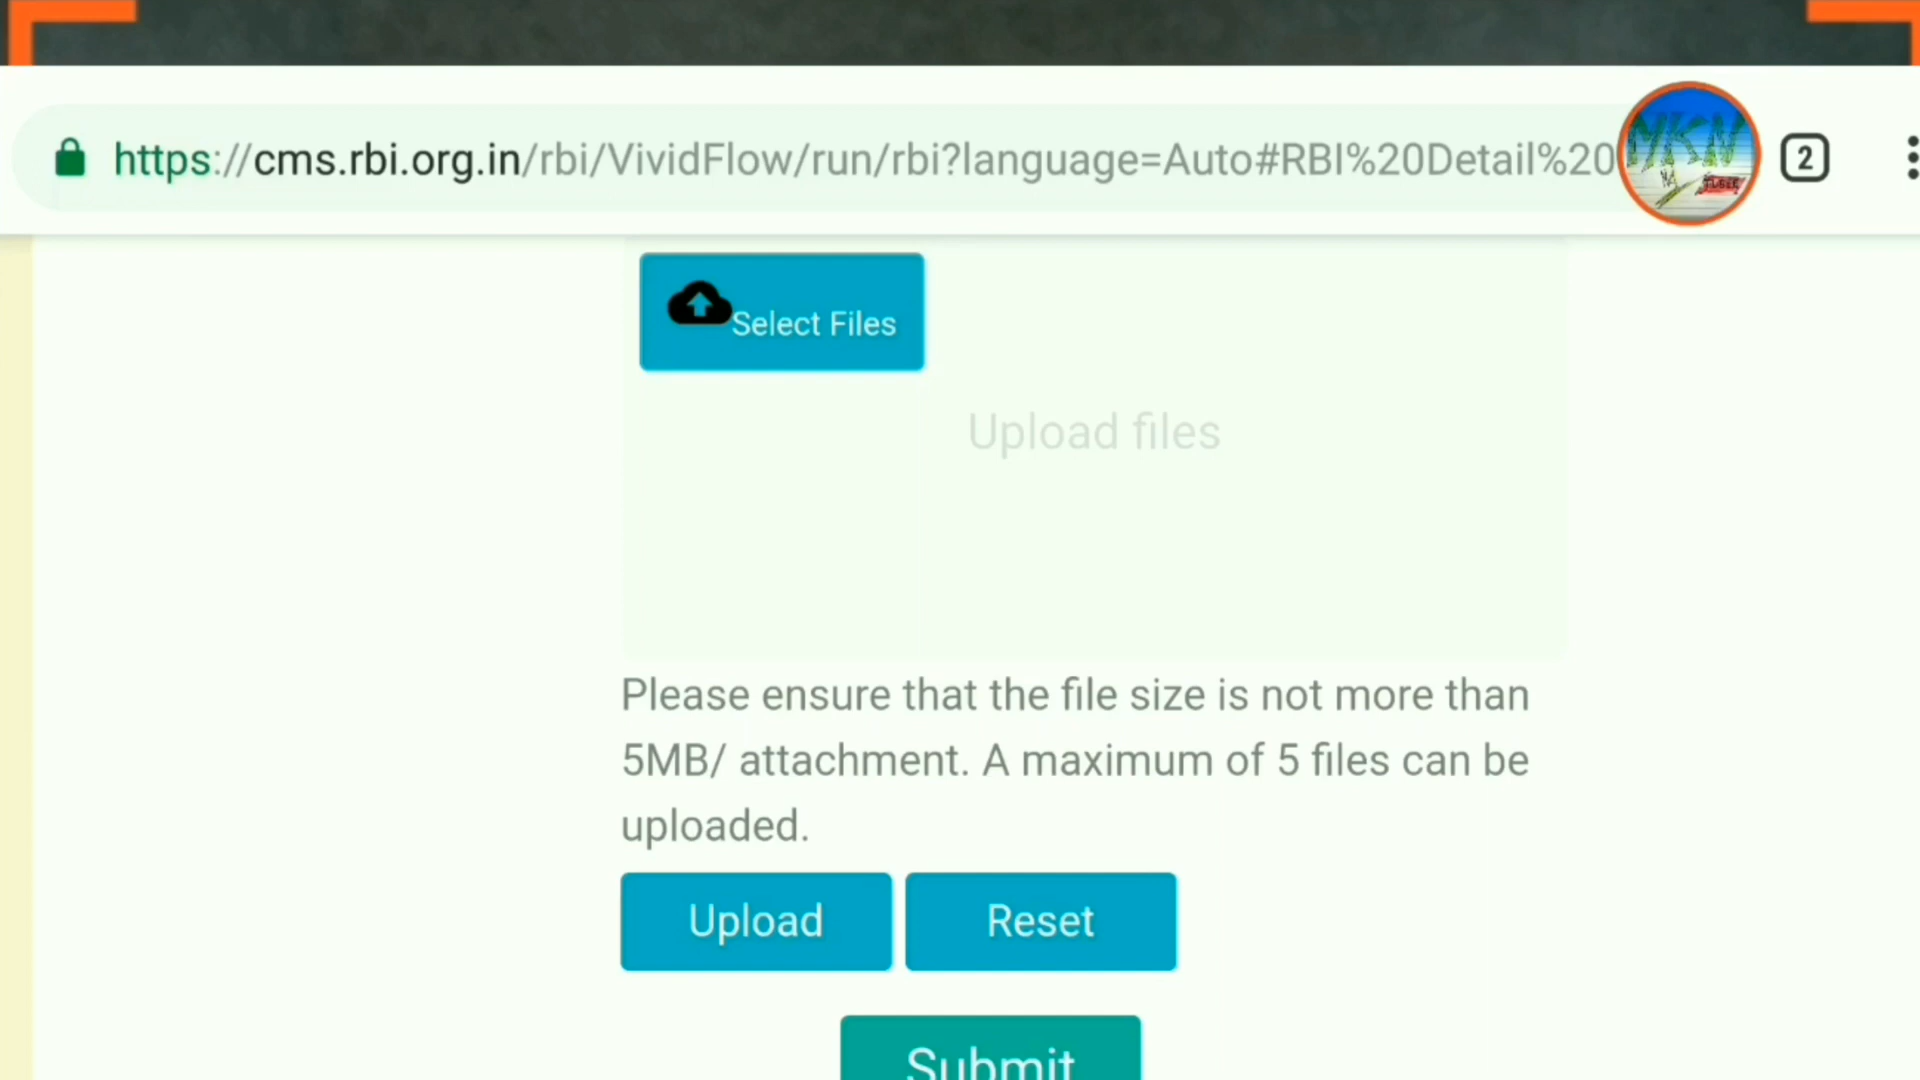 https://cms.rbi.org.in/rbi/VividFlow/run/rbi?language=Auto#RBI%20Detail%20
MKN
2
Select Files
Upload files
Please ensure that the file size is not more than
5MB/ attachment. A maximum of 5 files can be
uploaded.
Upload
Reset
Submit